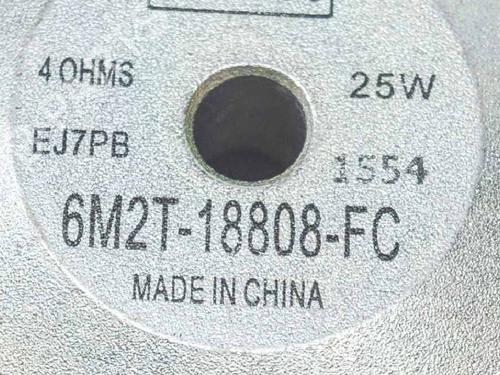 4 OHMS 25W
EJ7PB 1554
6M2T-18808-FC
MADE IN CHINA